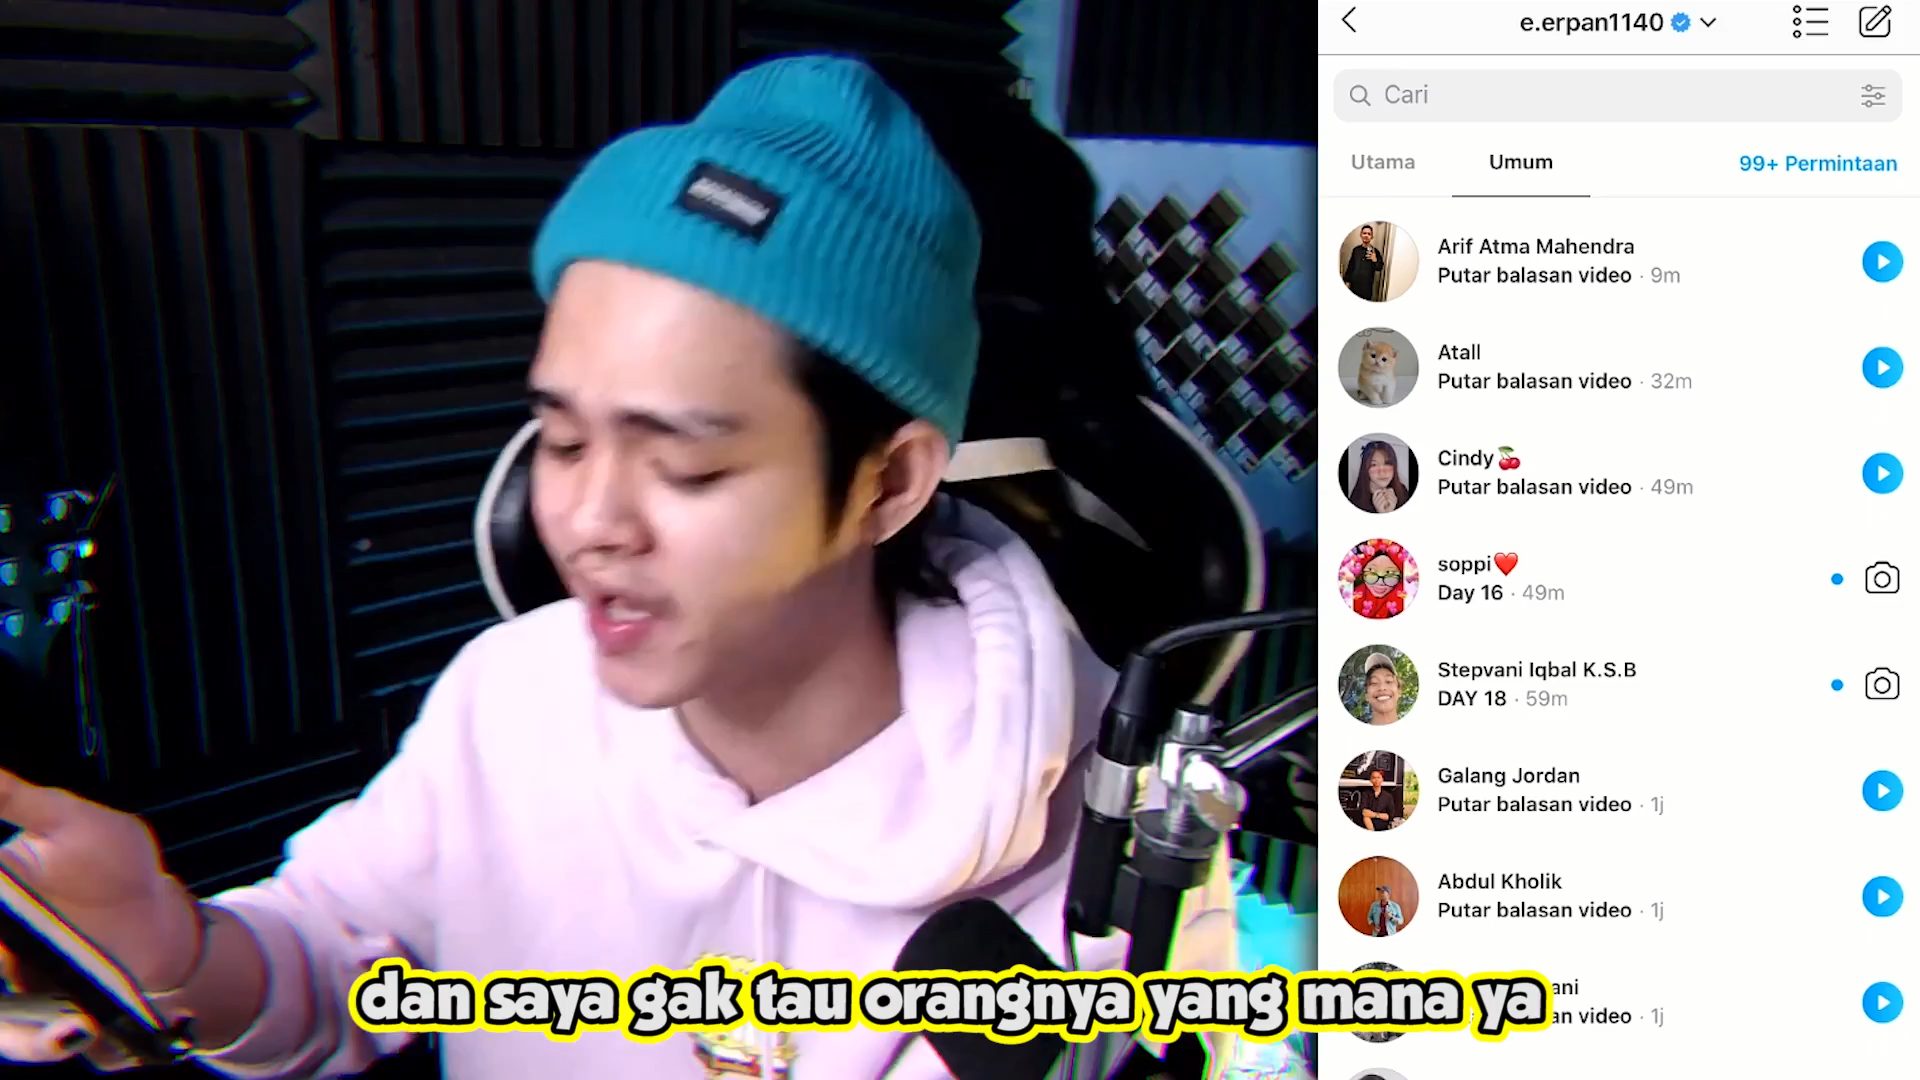 e.erpan1140
Cari
Utama
Umum
99+ Permintaan
Arif Atma Mahendra
Putar balasan video · 9m
Atall
Putar balasan video · 32m
Cindy🍒
Putar balasan video · 49m
soppi❤️
Day 16 · 49m
Stepvani Iqbal K.S.B
DAY 18 · 59m
Galang Jordan
Putar balasan video · 1j
Abdul Kholik
Putar balasan video · 1j
video · 1j
dan saya gak tau orangnya yang mana ya